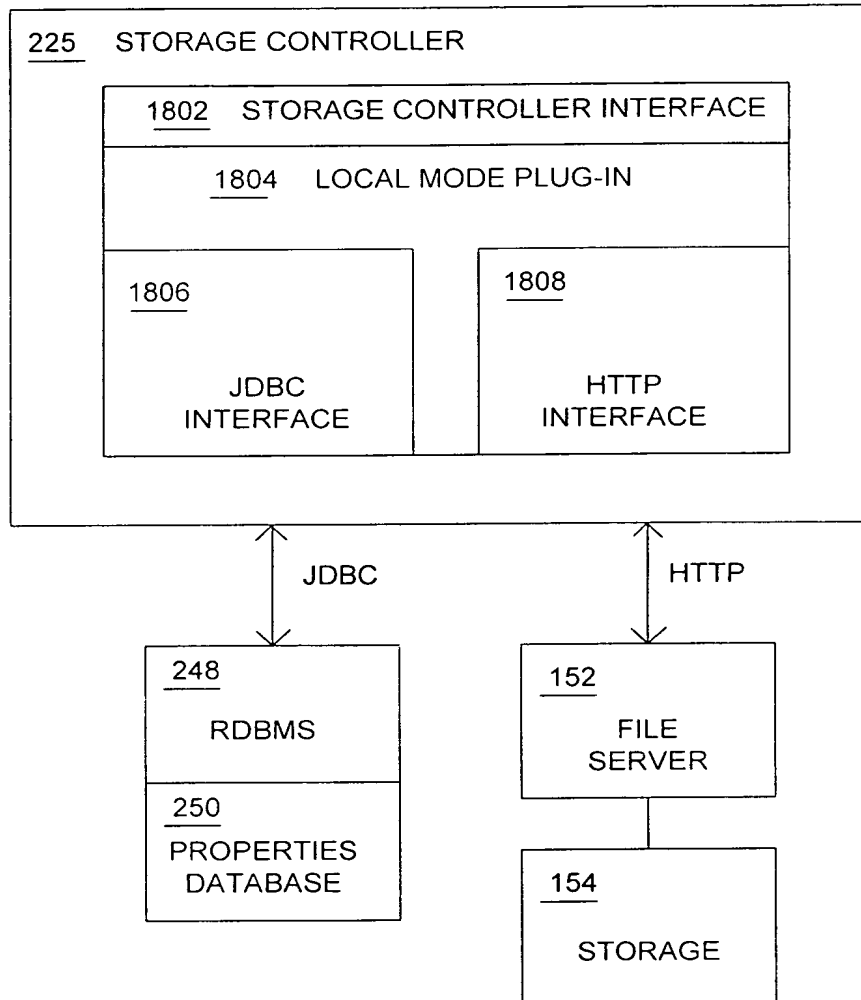 225 STORAGE CONTROLLER
1802 STORAGE CONTROLLER INTERFACE
1804 LOCAL MODE PLUG-IN
1806
JDBC
INTERFACE
1808
HTTP
INTERFACE
JDBC
HTTP
248
RDBMS
250
PROPERTIES
DATABASE
152
FILE
SERVER
154
STORAGE